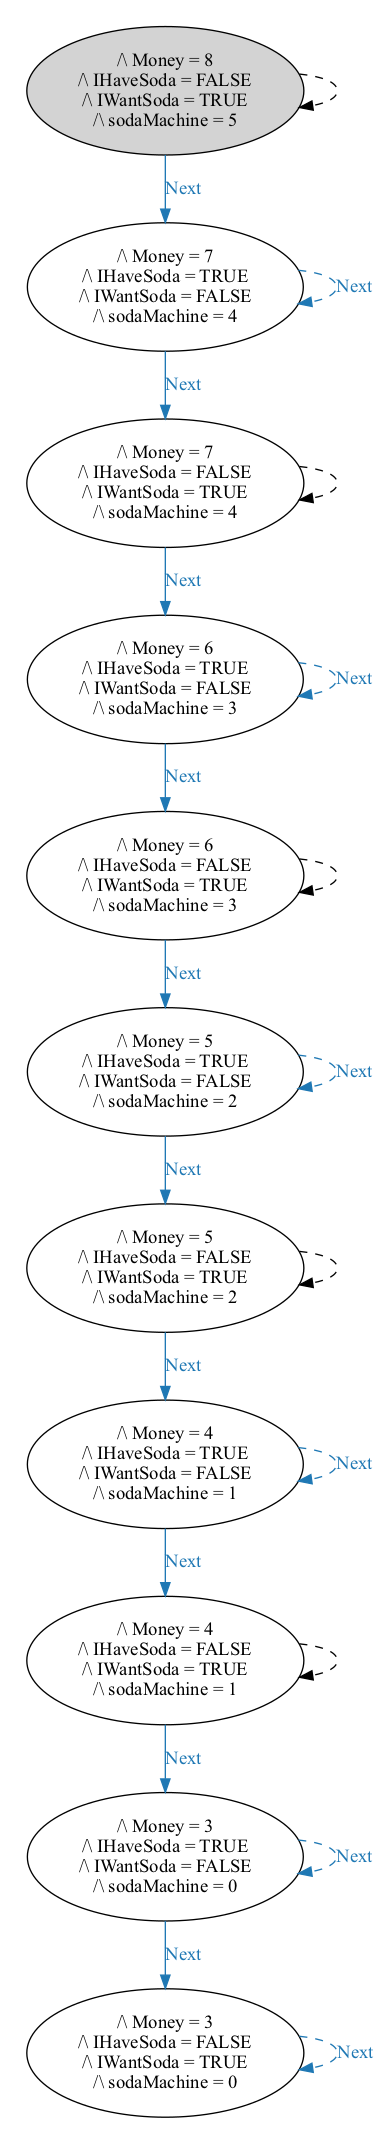 /\ Money = 8
/\ IHaveSoda = FALSE
/\ IWantSoda = TRUE
/\ sodaMachine = 5
Next
/\ Money = 7
/\ IHaveSoda = TRUE
/\ IWantSoda = FALSE
/\ sodaMachine = 4
Next
Next
/\ Money = 7
/\ IHaveSoda = FALSE
/\ IWantSoda = TRUE
/\ sodaMachine = 4
Next
/\ Money = 6
/\ IHaveSoda = TRUE
/\ IWantSoda = FALSE
/\ sodaMachine = 3
Next
Next
/\ Money = 6
/\ IHaveSoda = FALSE
/\ IWantSoda = TRUE
/\ sodaMachine = 3
Next
/\ Money = 5
/\ IHaveSoda = TRUE
/\ IWantSoda = FALSE
/\ sodaMachine = 2
Next
Next
/\ Money = 5
/\ IHaveSoda = FALSE
/\ IWantSoda = TRUE
/\ sodaMachine = 2
Next
/\ Money = 4
/\ IHaveSoda = TRUE
/\ IWantSoda = FALSE
/\ sodaMachine = 1
Next
Next
/\ Money = 4
/\ IHaveSoda = FALSE
/\ IWantSoda = TRUE
/\ sodaMachine = 1
Next
/\ Money = 3
/\ IHaveSoda = TRUE
/\ IWantSoda = FALSE
/\ sodaMachine = 0
Next
Next
/\ Money = 3
/\ IHaveSoda = FALSE
/\ IWantSoda = TRUE
/\ sodaMachine = 0
Next